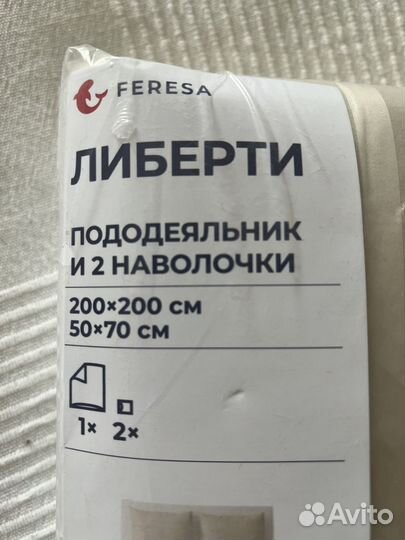 FERESA
ЛИБЕРТИ
ПОДОДЕЯЛЬНИК
И 2 НАВОЛОЧКИ
200×200 см
50×70 см
1× 2×
Avito